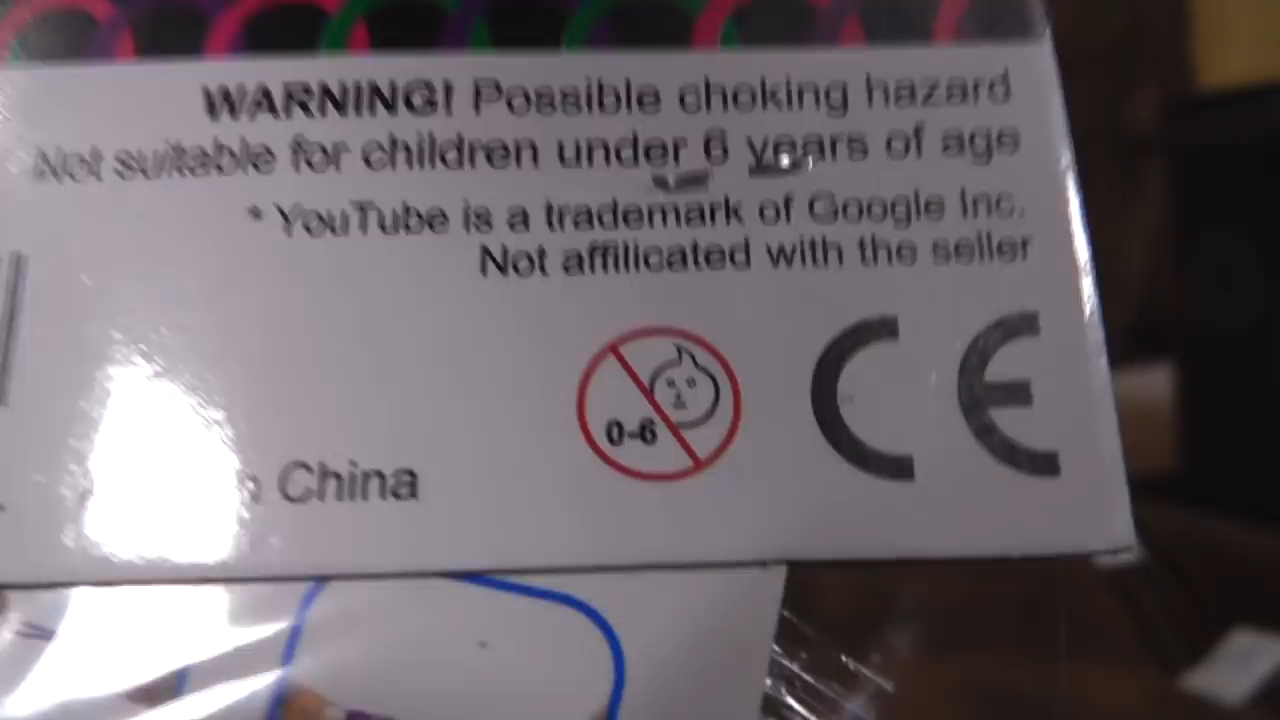 WARNING! Possible choking hazard
Not suitable for children under 6 years of age
* YouTube is a trademark of Google Inc.
Not affilicated with the seller
0-6
CE
China